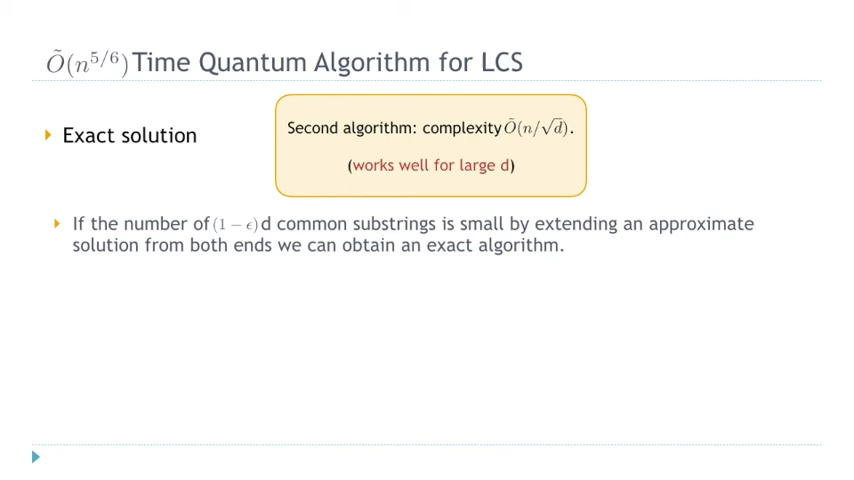 Õ(n^{5/6}) Time Quantum Algorithm for LCS
Exact solution
Second algorithm: complexity Õ(n/√d).
(works well for large d)
If the number of (1 − ϵ) d common substrings is small by extending an approximate
solution from both ends we can obtain an exact algorithm.